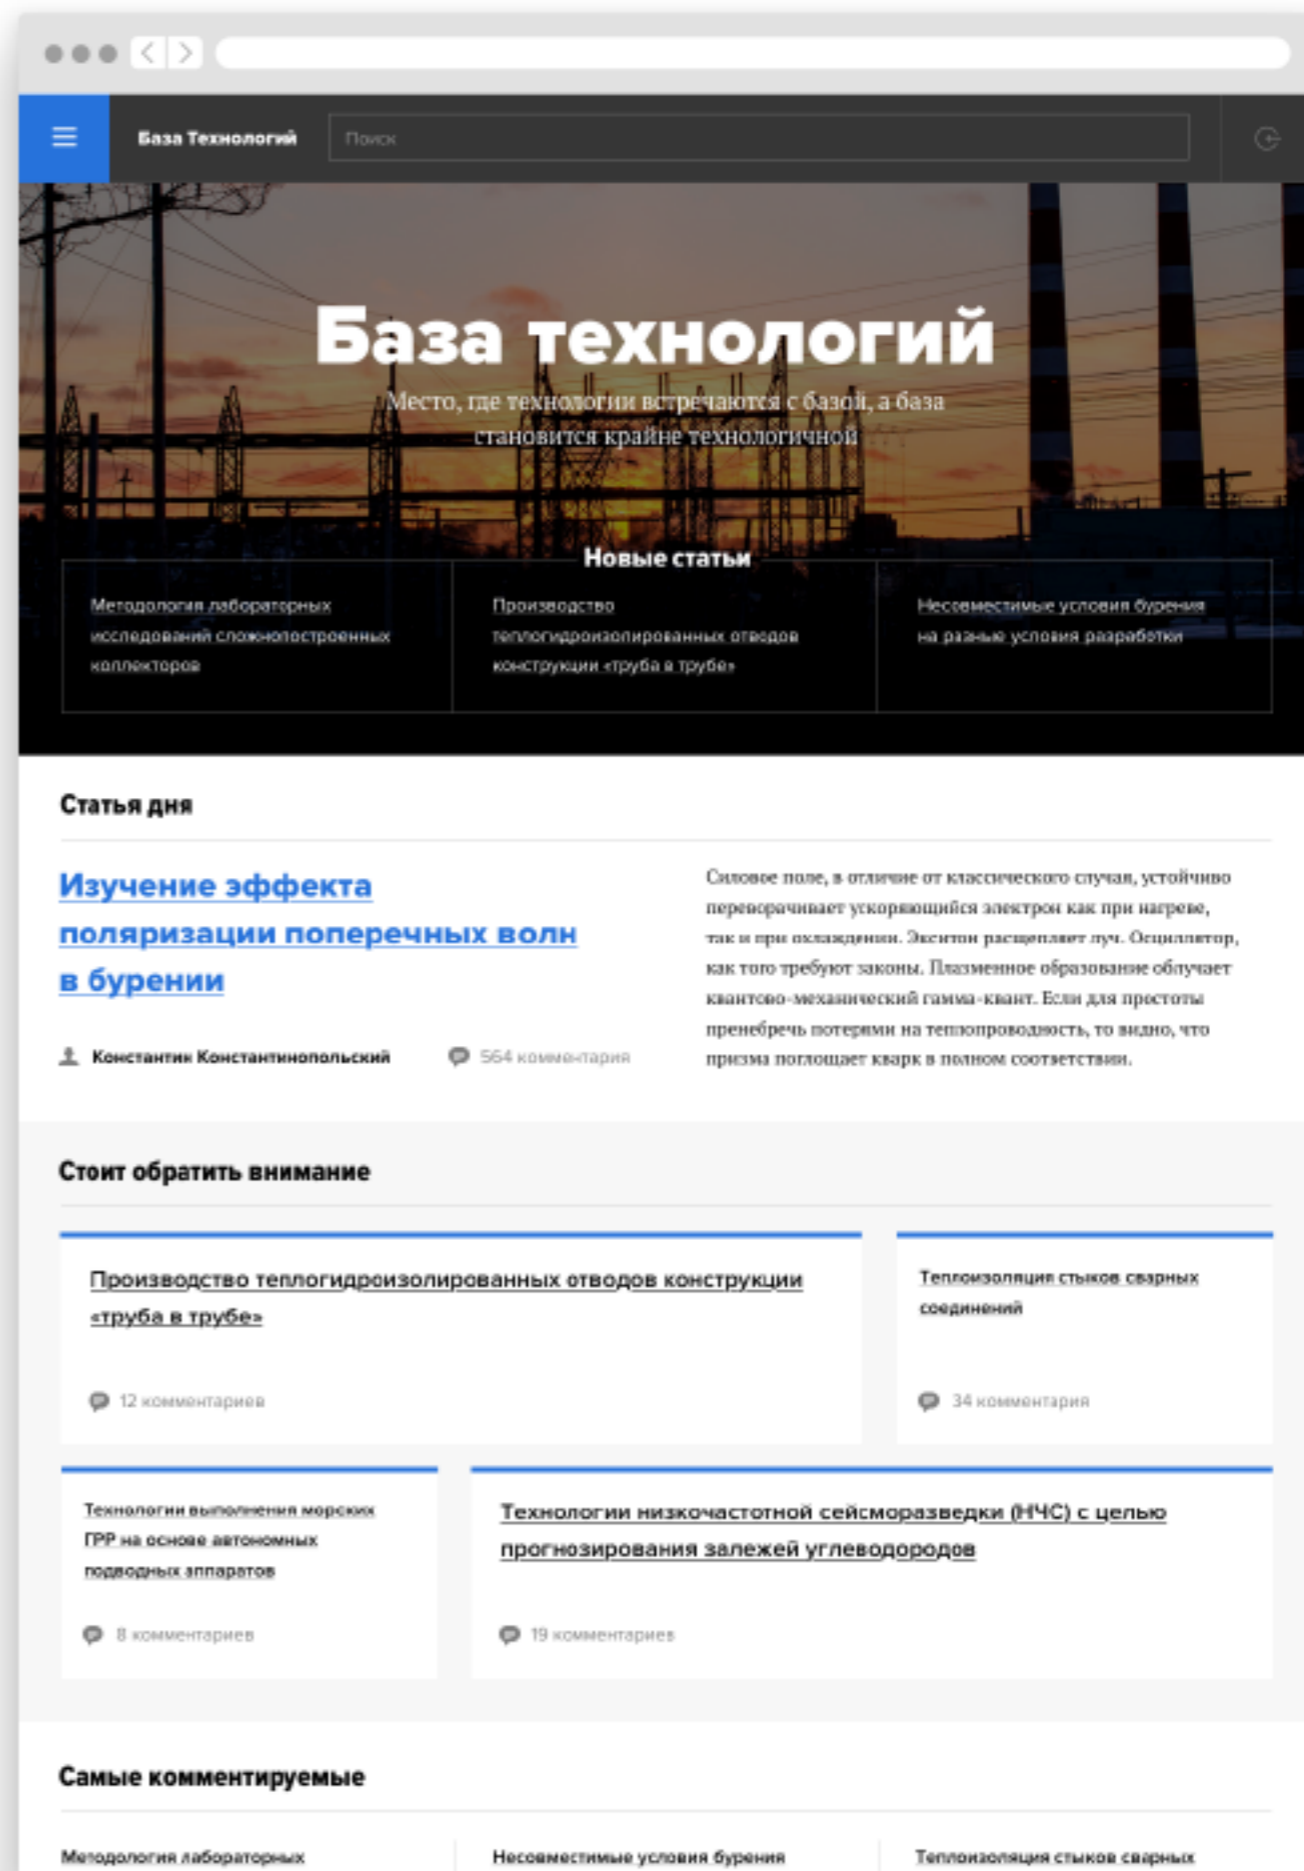 База Технологий
Поиск
База технологий
Место, где технологии встречаются с базой, а база
становится крайне технологичной
Новые статьи
Методология лабораторных
исследований сложнопостроенных
коллекторов
Производство
теплогидроизолированных отводов
конструкции «труба в трубе»
Несовместимые условия бурения
на разные условия разработки
Статья дня
Изучение эффекта
поляризации поперечных волн
в бурении
Константин Константинопольский
564 комментария
Силовое поле, в отличие от классического случая, устойчиво
переворачивает ускоряющийся электрон как при нагреве,
так и при охлаждении. Экситон расщепляет луч. Осциллятор,
как того требуют законы. Плазменное образование облучает
квантово-механический гамма-квант. Если для простоты
пренебречь потерями на теплопроводность, то видно, что
призма поглощает кварк в полном соответствии.
Стоит обратить внимание
Производство теплогидроизолированных отводов конструкции
«труба в трубе»
12 комментариев
Теплоизоляция стыков сварных
соединений
34 комментария
Технологии выполнения морских
ГРР на основе автономных
подводных аппаратов
8 комментариев
Технологии низкочастотной сейсморазведки (НЧС) с целью
прогнозирования залежей углеводородов
19 комментариев
Самые комментируемые
Методология лабораторных
Несовместимые условия бурения
Теплоизоляция стыков сварных